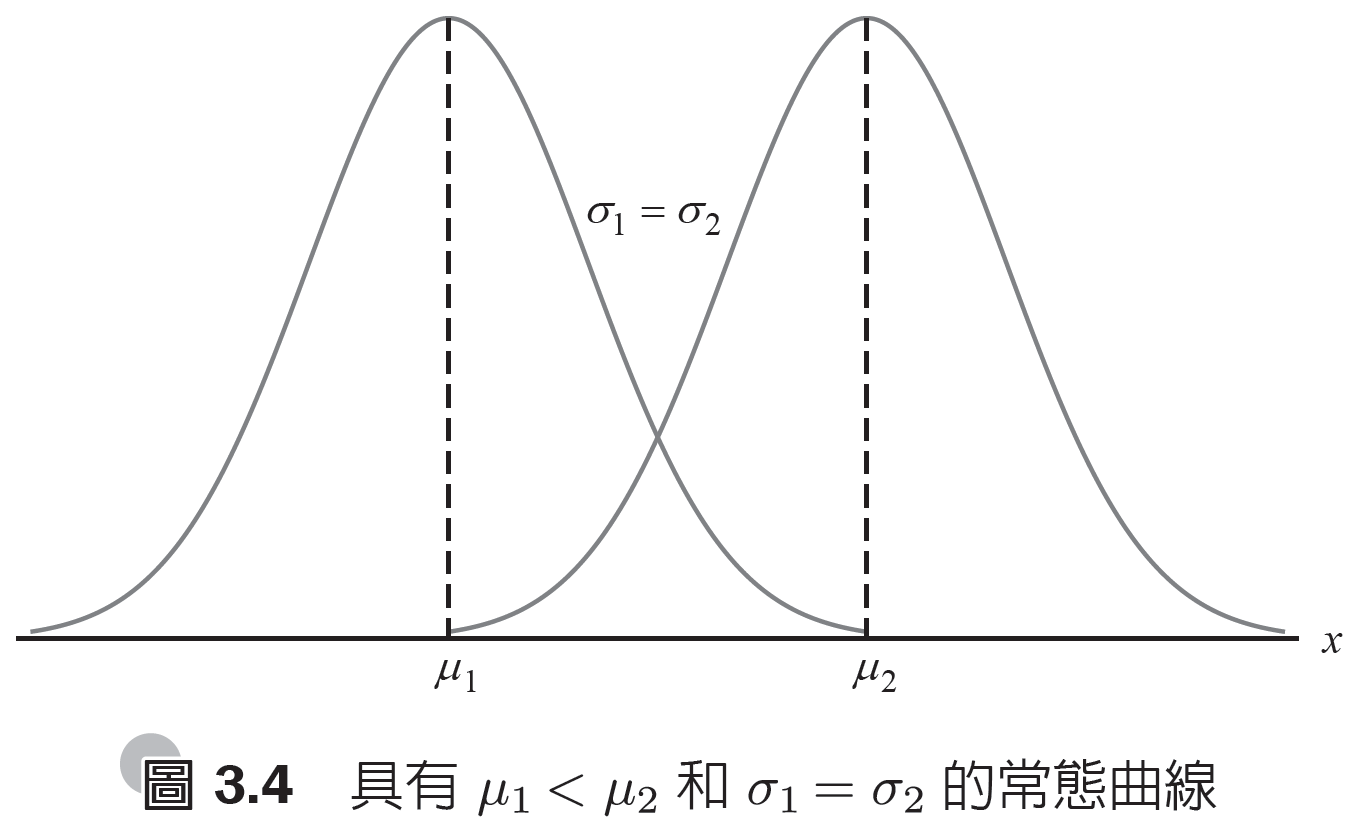 σ₁ = σ₂
x
μ₁
μ₂
圖 3.4 具有 μ₁ < μ₂ 和 σ₁ = σ₂ 的常態曲線